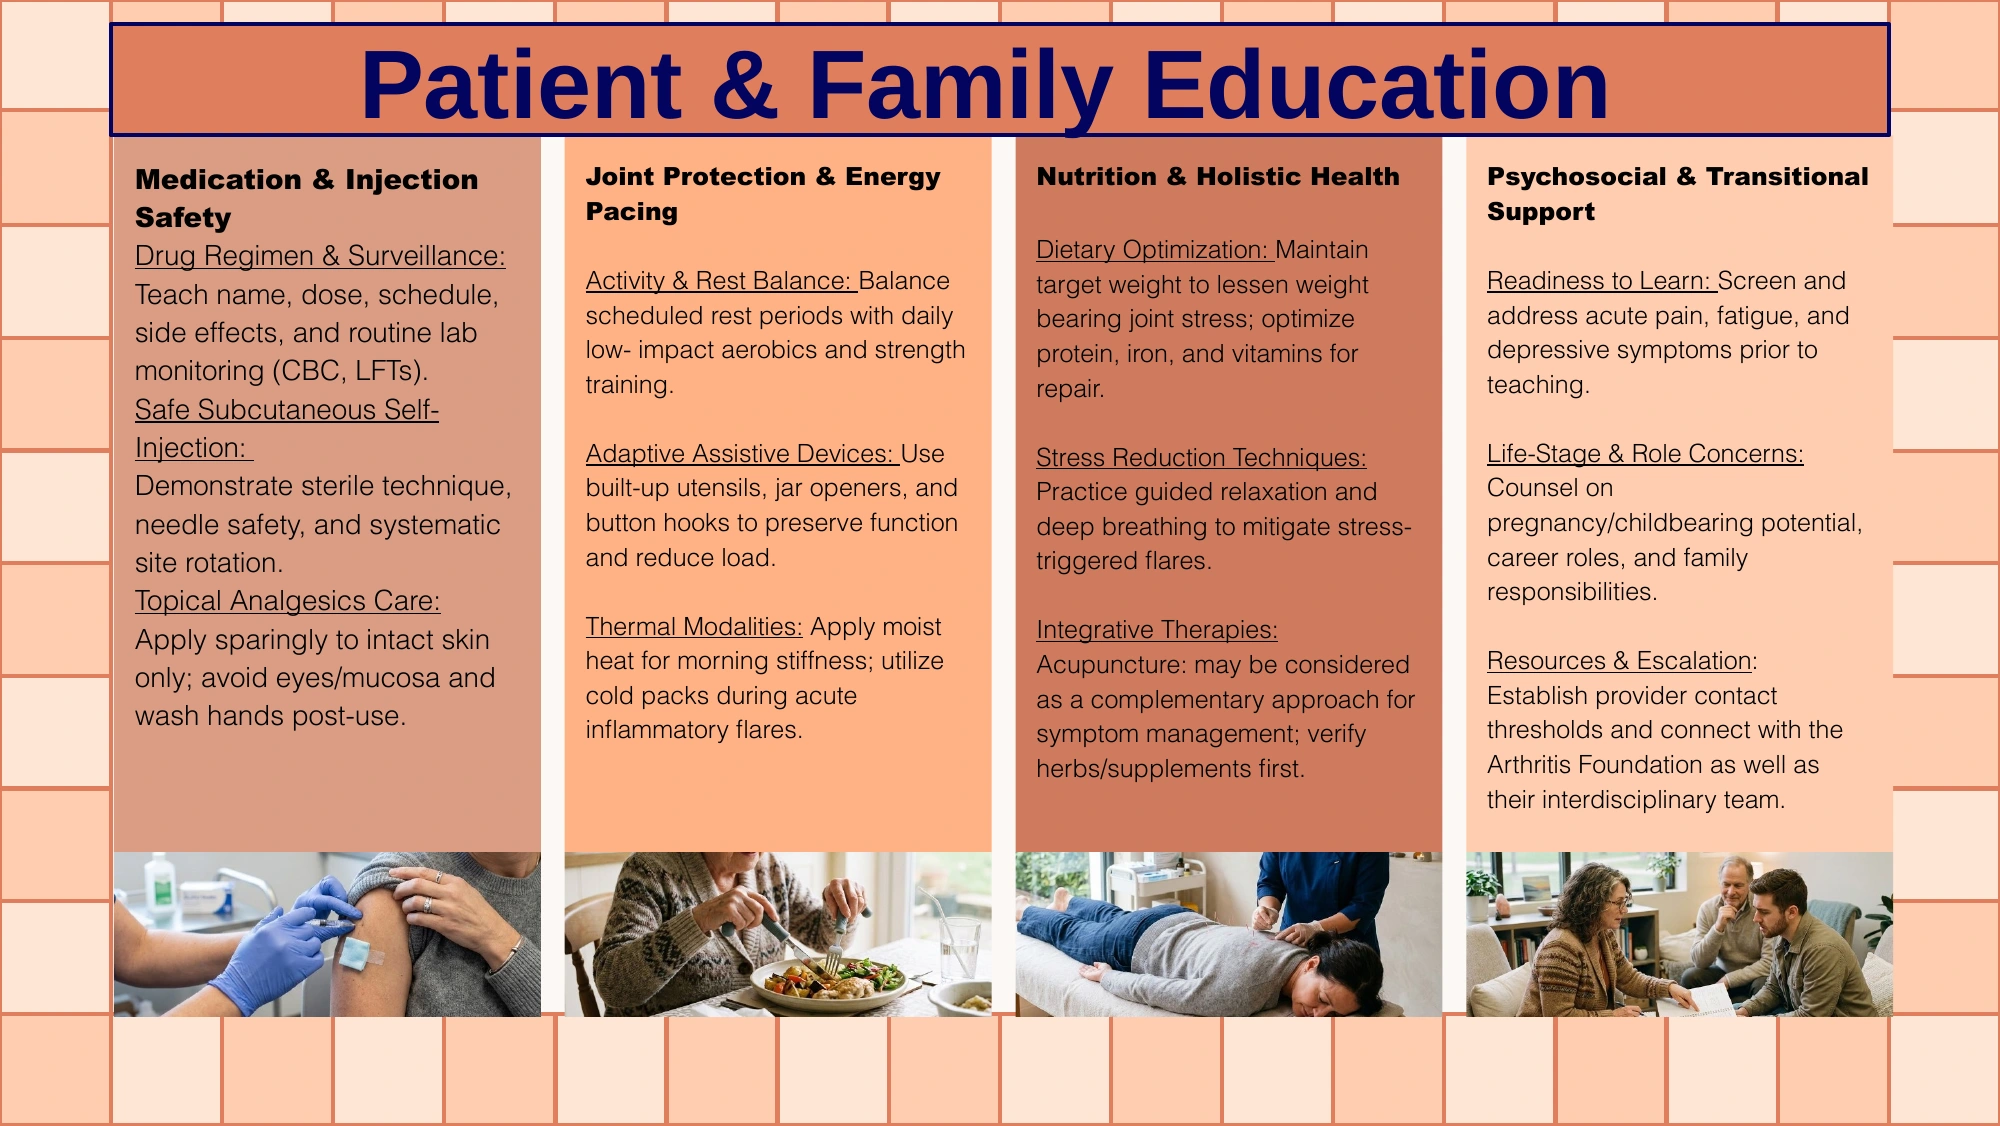 Patient & Family Education
Medication & Injection
Safety
Drug Regimen & Surveillance:
Teach name, dose, schedule,
side effects, and routine lab
monitoring (CBC, LFTs).
Safe Subcutaneous Self-
Injection:
Demonstrate sterile technique,
needle safety, and systematic
site rotation.
Topical Analgesics Care:
Apply sparingly to intact skin
only; avoid eyes/mucosa and
wash hands post-use.
Joint Protection & Energy
Pacing
Activity & Rest Balance: Balance
scheduled rest periods with daily
low- impact aerobics and strength
training.
Adaptive Assistive Devices: Use
built-up utensils, jar openers, and
button hooks to preserve function
and reduce load.
Thermal Modalities: Apply moist
heat for morning stiffness; utilize
cold packs during acute
inflammatory flares.
Nutrition & Holistic Health
Dietary Optimization: Maintain
target weight to lessen weight
bearing joint stress; optimize
protein, iron, and vitamins for
repair.
Stress Reduction Techniques:
Practice guided relaxation and
deep breathing to mitigate stress-
triggered flares.
Integrative Therapies:
Acupuncture: may be considered
as a complementary approach for
symptom management; verify
herbs/supplements first.
Psychosocial & Transitional
Support
Readiness to Learn: Screen and
address acute pain, fatigue, and
depressive symptoms prior to
teaching.
Life-Stage & Role Concerns:
Counsel on
pregnancy/childbearing potential,
career roles, and family
responsibilities.
Resources & Escalation:
Establish provider contact
thresholds and connect with the
Arthritis Foundation as well as
their interdisciplinary team.